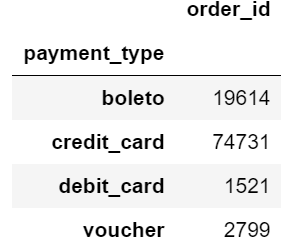 order_id
payment_type
boleto 19614
credit_card 74731
debit_card 1521
voucher 2799